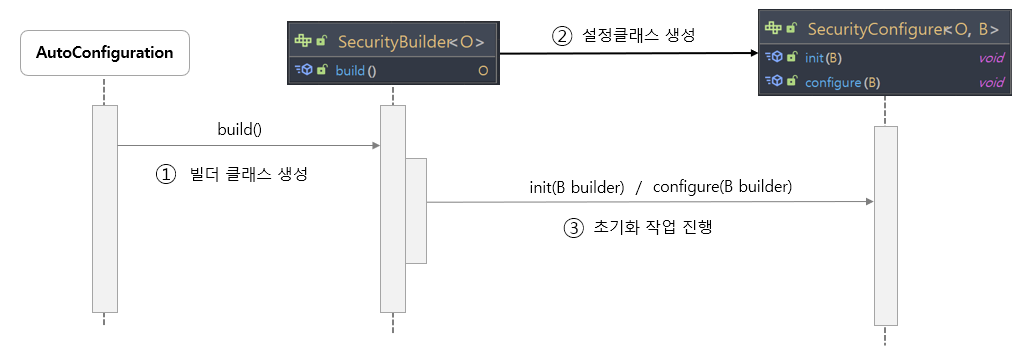 AutoConfiguration
SecurityBuilder<O>
build() O
② 설정클래스 생성
SecurityConfigurer<O, B>
init(B) void
configure(B) void
build()
① 빌더 클래스 생성
init(B builder) / configure(B builder)
③ 초기화 작업 진행